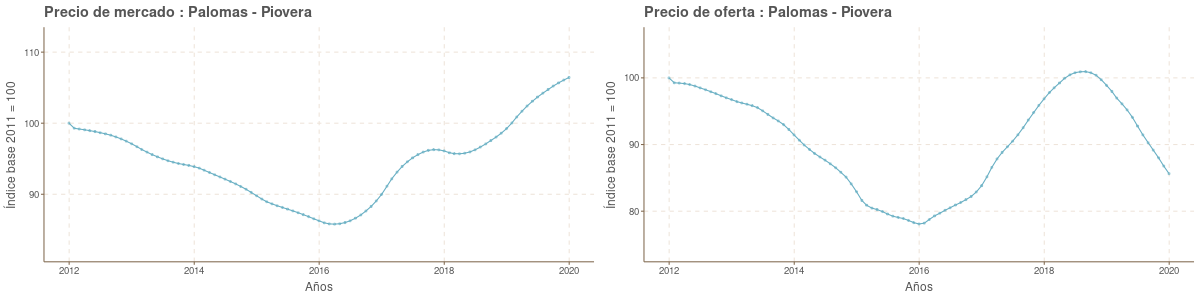 Precio de mercado : Palomas - Piovera
Índice base 2011 = 100
110
100
90
2012
2014
2016
2018
2020
Años
Precio de oferta : Palomas - Piovera
Índice base 2011 = 100
100
90
80
2012
2014
2016
2018
2020
Años